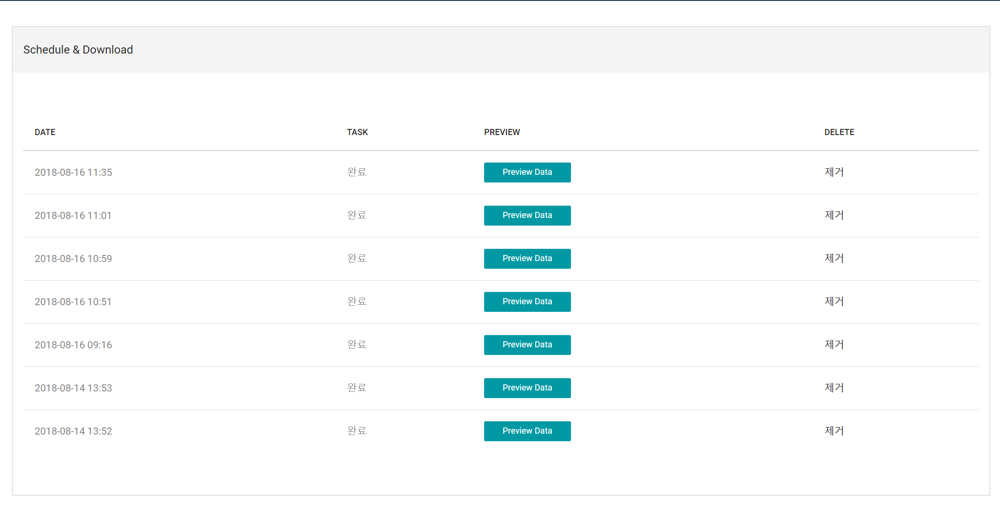 Schedule & Download
DATE TASK PREVIEW DELETE
2018-08-16 11:35 완료 Preview Data 제거
2018-08-16 11:01 완료 Preview Data 제거
2018-08-16 10:59 완료 Preview Data 제거
2018-08-16 10:51 완료 Preview Data 제거
2018-08-16 09:16 완료 Preview Data 제거
2018-08-14 13:53 완료 Preview Data 제거
2018-08-14 13:52 완료 Preview Data 제거